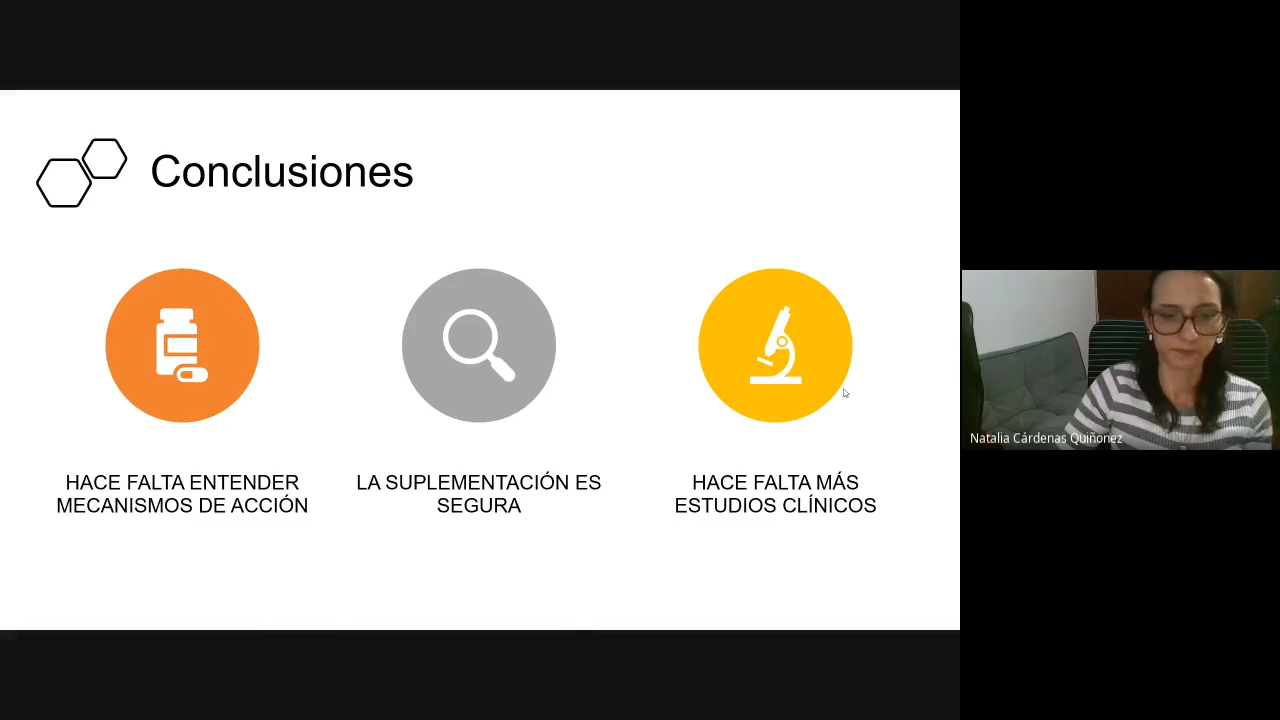 Conclusiones
HACE FALTA ENTENDER
MECANISMOS DE ACCIÓN
LA SUPLEMENTACIÓN ES
SEGURA
HACE FALTA MÁS
ESTUDIOS CLÍNICOS
Natalia Cárdenas Quiñonez